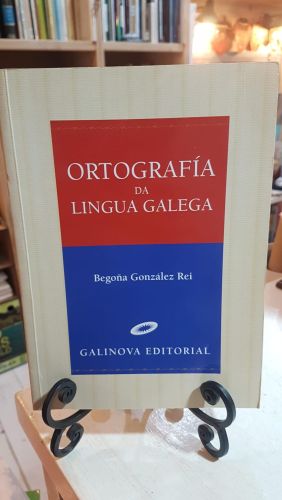 ORTOGRAFÍA
DA
LINGUA GALEGA
Begoña González Rei
GALINOVA EDITORIAL